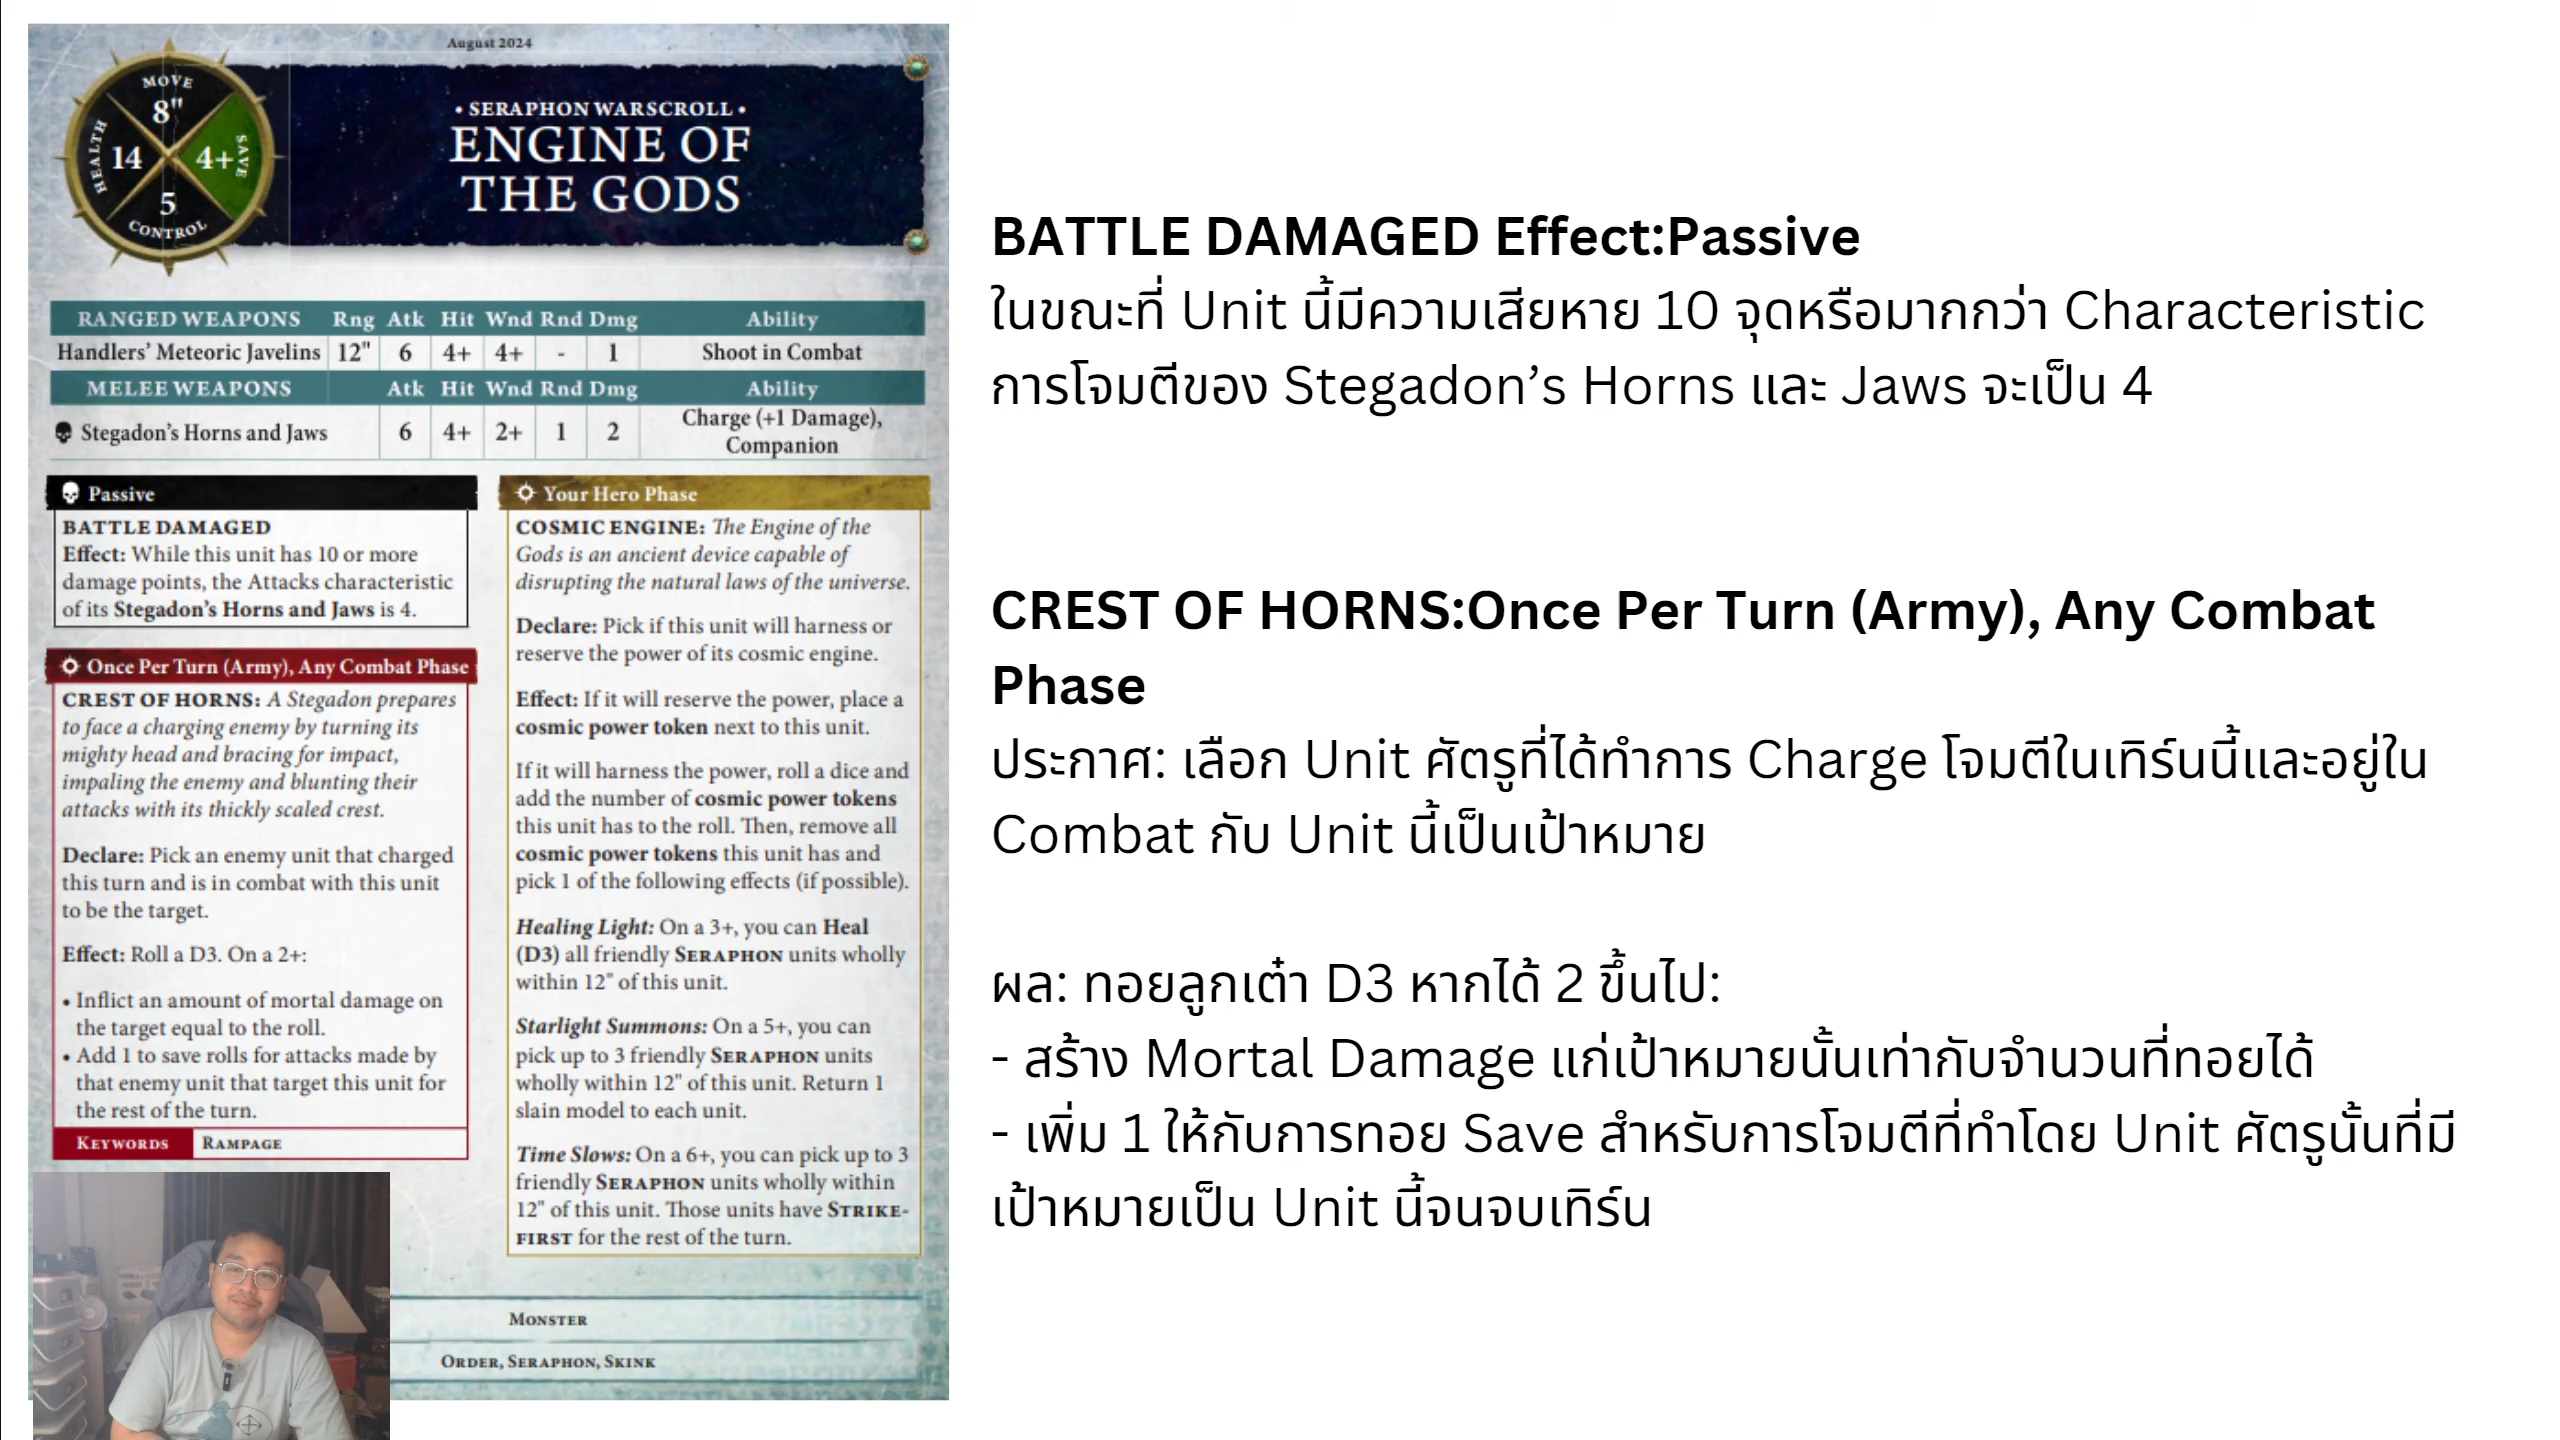 August 2024
MOVE
8"
HEALTH
14
4+
SAVE
5
CONTROL
• SERAPHON WARSCROLL •
ENGINE OF
THE GODS
RANGED WEAPONS Rng Atk Hit Wnd Rnd Dmg Ability
Handlers' Meteoric Javelins 12" 6 4+ 4+ - 1 Shoot in Combat
MELEE WEAPONS Atk Hit Wnd Rnd Dmg Ability
Stegadon's Horns and Jaws 6 4+ 2+ 1 2 Charge (+1 Damage),
Companion
Passive
BATTLE DAMAGED
Effect: While this unit has 10 or more
damage points, the Attacks characteristic
of its Stegadon's Horns and Jaws is 4.
Once Per Turn (Army), Any Combat Phase
CREST OF HORNS: A Stegadon prepares
to face a charging enemy by turning its
mighty head and bracing for impact,
impaling the enemy and blunting their
attacks with its thickly scaled crest.
Declare: Pick an enemy unit that charged
this turn and is in combat with this unit
to be the target.
Effect: Roll a D3. On a 2+:
• Inflict an amount of mortal damage on
the target equal to the roll.
• Add 1 to save rolls for attacks made by
that enemy unit that target this unit for
the rest of the turn.
KEYWORDS RAMPAGE
Your Hero Phase
COSMIC ENGINE: The Engine of the
Gods is an ancient device capable of
disrupting the natural laws of the universe.
Declare: Pick if this unit will harness or
reserve the power of its cosmic engine.
Effect: If it will reserve the power, place a
cosmic power token next to this unit.
If it will harness the power, roll a dice and
add the number of cosmic power tokens
this unit has to the roll. Then, remove all
cosmic power tokens this unit has and
pick 1 of the following effects (if possible).
Healing Light: On a 3+, you can Heal
(D3) all friendly SERAPHON units wholly
within 12" of this unit.
Starlight Summons: On a 5+, you can
pick up to 3 friendly SERAPHON units
wholly within 12" of this unit. Return 1
slain model to each unit.
Time Slows: On a 6+, you can pick up to 3
friendly SERAPHON units wholly within
12" of this unit. Those units have STRIKE-
FIRST for the rest of the turn.
MONSTER
ORDER, SERAPHON, SKINK
BATTLE DAMAGED Effect:Passive
ในขณะที่ Unit นี้มีความเสียหาย 10 จุดหรือมากกว่า Characteristic
การโจมตีของ Stegadon's Horns และ Jaws จะเป็น 4
CREST OF HORNS:Once Per Turn (Army), Any Combat
Phase
ประกาศ: เลือก Unit ศัตรูที่ได้ทำการ Charge โจมตีในเทิร์นนี้และอยู่ใน
Combat กับ Unit นี้เป็นเป้าหมาย
ผล: ทอยลูกเต๋า D3 หากได้ 2 ขึ้นไป:
- สร้าง Mortal Damage แก่เป้าหมายนั้นเท่ากับจำนวนที่ทอยได้
- เพิ่ม 1 ให้กับการทอย Save สำหรับการโจมตีที่ทำโดย Unit ศัตรูนั้นที่มี
เป้าหมายเป็น Unit นี้จนจบเทิร์น